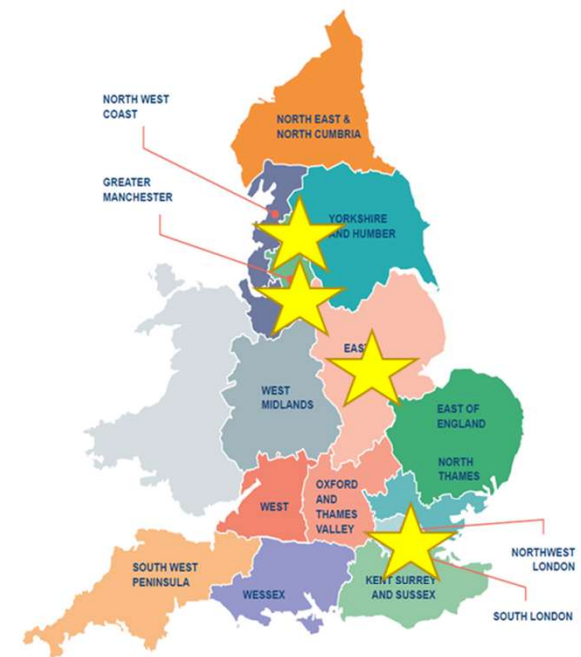 NORTH WEST
COAST
NORTH EAST &
NORTH CUMBRIA
GREATER
MANCHESTER
YORKSHIRE
AND HUMBER
EAST
WEST
MIDLANDS
EAST OF
ENGLAND
NORTH
THAMES
WEST
OXFORD
AND
THAMES
VALLEY
NORTHWEST
LONDON
SOUTH WEST
PENINSULA
WESSEX
KENT SURREY
AND SUSSEX
SOUTH LONDON